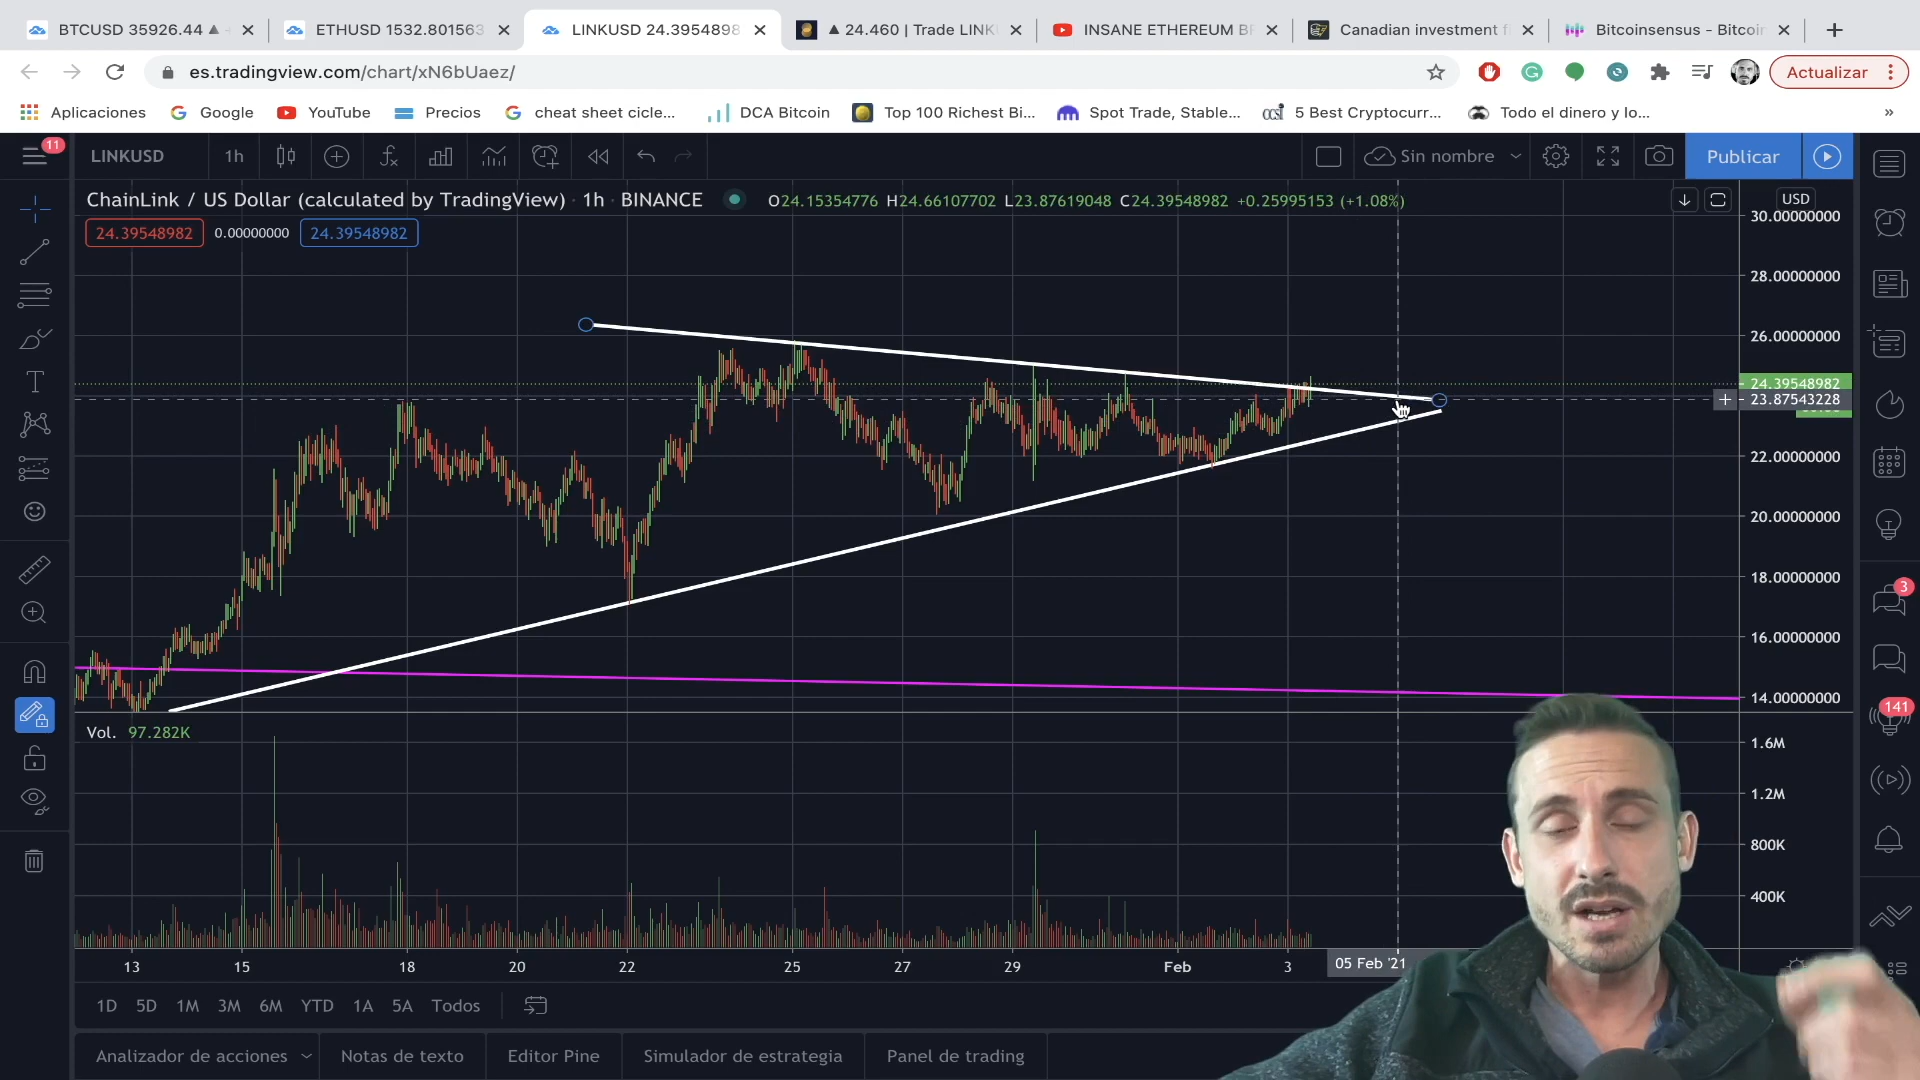 BTCUSD 35926.44
ETHUSD 1532.801563
LINKUSD 24.3954898
▲ 24.460 | Trade LINK
INSANE ETHEREUM BR
Canadian investment f
Bitcoinsensus - Bitcoin
es.tradingview.com/chart/xN6bUaez/
Actualizar
Aplicaciones
Google
YouTube
Precios
cheat sheet cicle...
DCA Bitcoin
Top 100 Richest Bi...
Spot Trade, Stable...
5 Best Cryptocurr...
Todo el dinero y lo...
»
11
LINKUSD
1h
Sin nombre
Publicar
ChainLink / US Dollar (calculated by TradingView) · 1h · BINANCE
O24.15354776 H24.66107702 L23.87619048 C24.39548982 +0.25995153 (+1.08%)
USD
24.39548982
0.00000000
24.39548982
30.00000000
28.00000000
26.00000000
24.39548982
23.87543228
22.00000000
20.00000000
18.00000000
16.00000000
14.00000000
3
141
Vol. 97.282K
1.6M
1.2M
800K
400K
13
15
18
20
22
25
27
29
Feb
3
05 Feb '21
1D
5D
1M
3M
6M
YTD
1A
5A
Todos
Analizador de acciones
Notas de texto
Editor Pine
Simulador de estrategia
Panel de trading